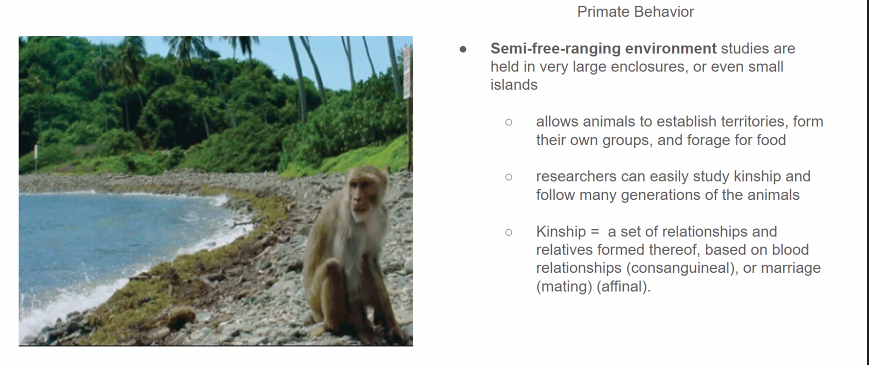 Primate Behavior
● Semi-free-ranging environment studies are
held in very large enclosures, or even small
islands
○ allows animals to establish territories, form
their own groups, and forage for food
○ researchers can easily study kinship and
follow many generations of the animals
○ Kinship = a set of relationships and
relatives formed thereof, based on blood
relationships (consanguineal), or marriage
(mating) (affinal).